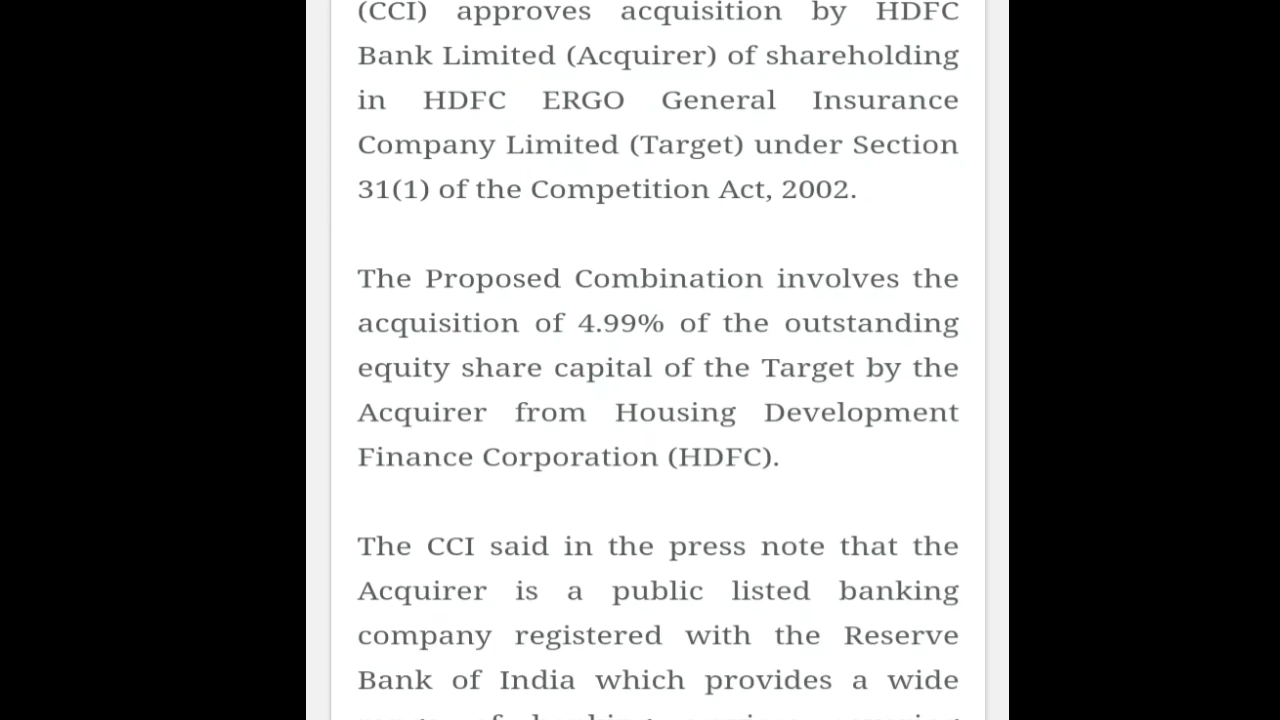 (CCI) approves acquisition by HDFC
Bank Limited (Acquirer) of shareholding
in HDFC ERGO General Insurance
Company Limited (Target) under Section
31(1) of the Competition Act, 2002.
The Proposed Combination involves the
acquisition of 4.99% of the outstanding
equity share capital of the Target by the
Acquirer from Housing Development
Finance Corporation (HDFC).
The CCI said in the press note that the
Acquirer is a public listed banking
company registered with the Reserve
Bank of India which provides a wide